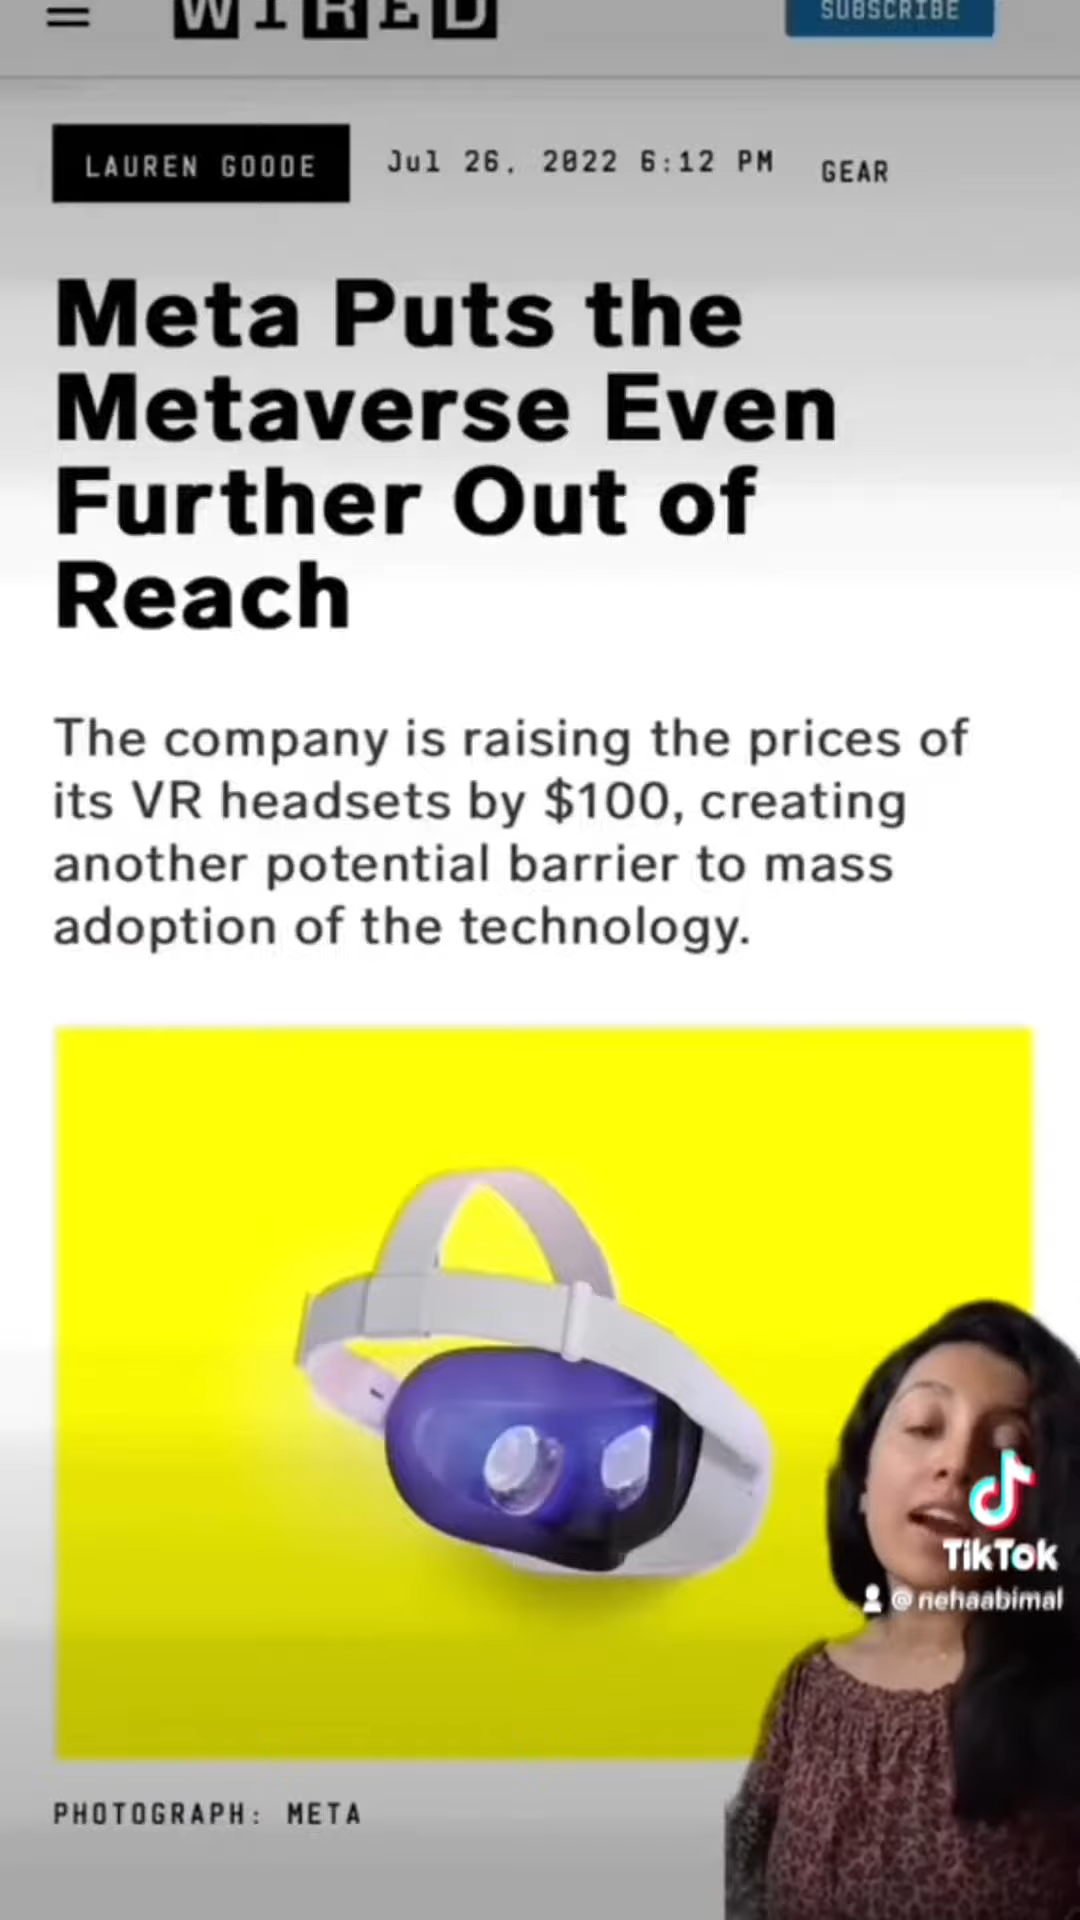 WIRED
SUBSCRIBE
LAUREN GOODE
Jul 26, 2022 6:12 PM
GEAR
Meta Puts the
Metaverse Even
Further Out of
Reach
The company is raising the prices of
its VR headsets by $100, creating
another potential barrier to mass
adoption of the technology.
TikTok
@nehaabimal
PHOTOGRAPH: META